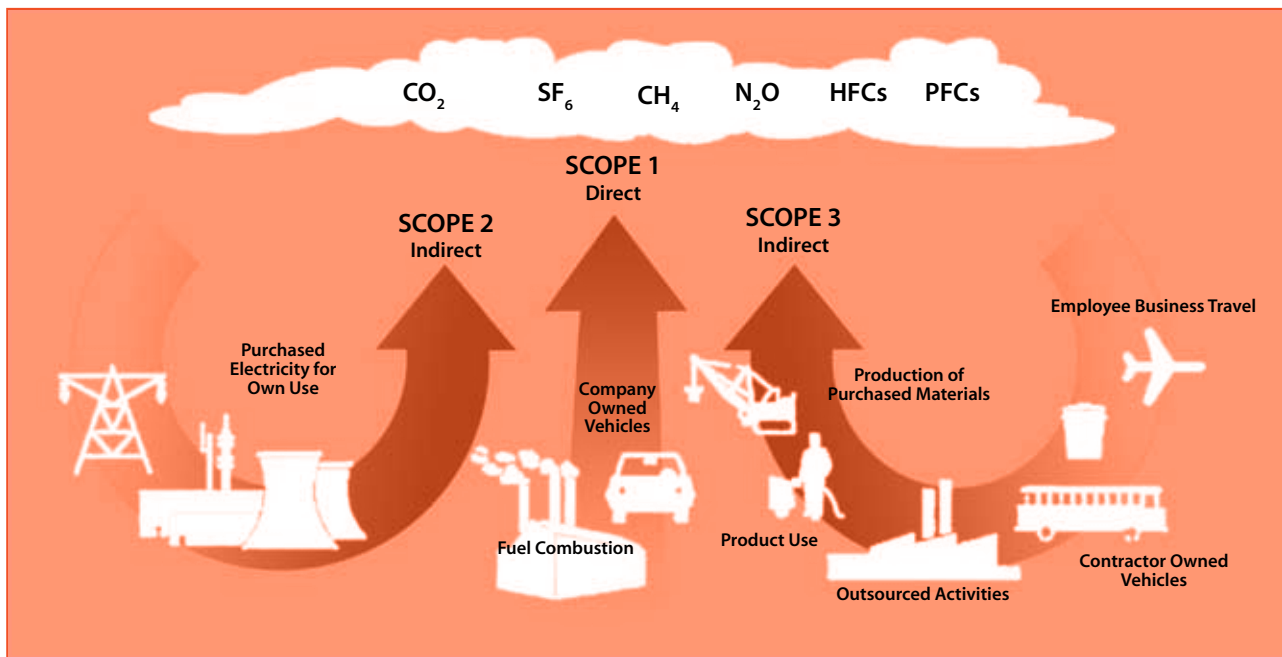 CO₂ SF₆ CH₄ N₂O HFCs PFCs
SCOPE 1
Direct
SCOPE 2
Indirect
SCOPE 3
Indirect
Purchased
Electricity for
Own Use
Company
Owned
Vehicles
Fuel Combustion
Employee Business Travel
Production of
Purchased Materials
Product Use
Outsourced Activities
Contractor Owned
Vehicles